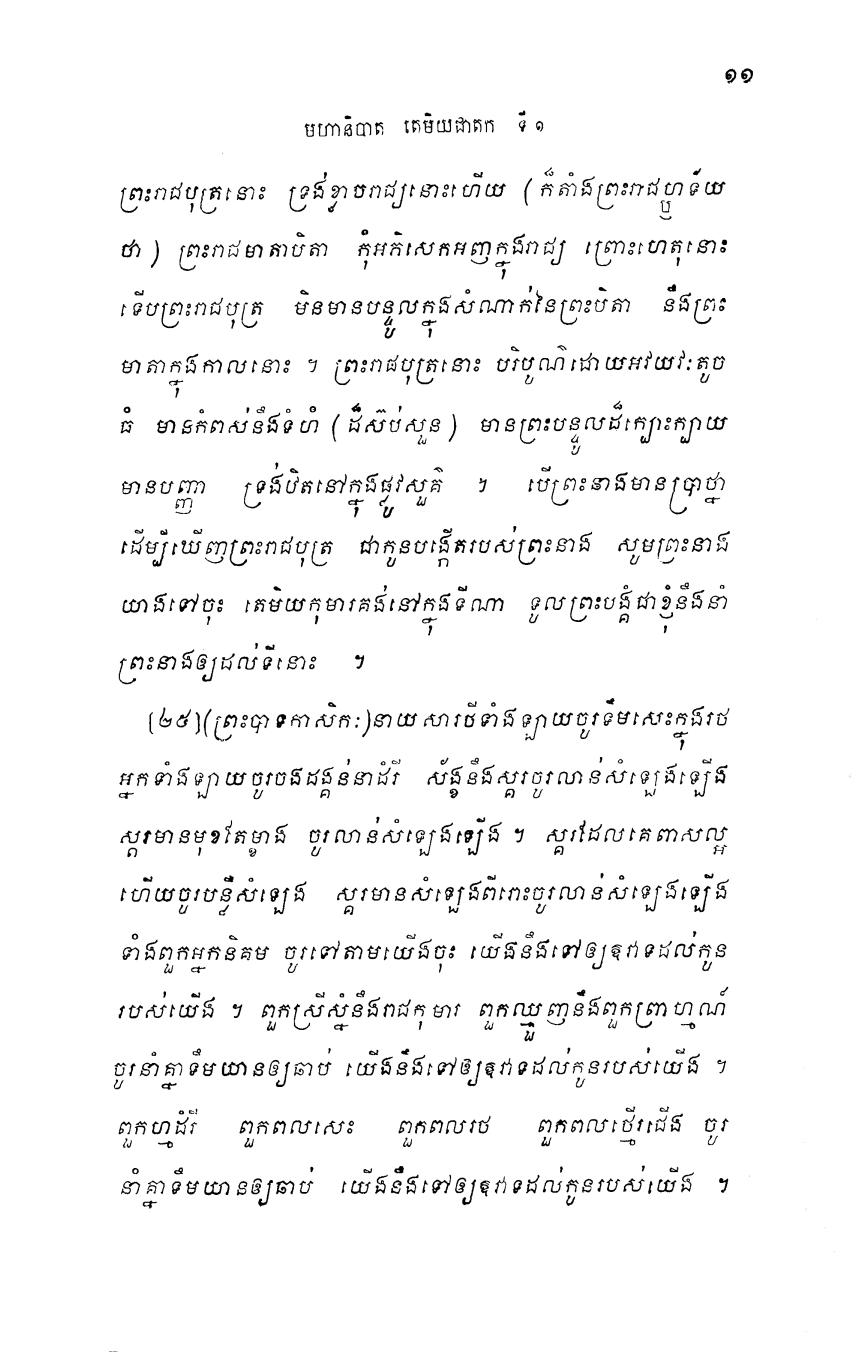 ១១
មហានិបាត តេមិយជាតក ទី ១
ព្រះរាជបុត្រនោះ ទ្រង់ខ្វាបរាជ្យនោះហើយ (ក៏តាំងព្រះរាជហ្ឫទ័យ
ថា) ព្រះរាជមាតាបិតា កុំអភិសេកអញក្នុងរាជ្យ ព្រោះហេតុនោះ
ទើបព្រះរាជបុត្រ មិនមានបន្ទូលក្នុងសំណាក់នៃព្រះបិតា នឹងព្រះ
មាតាក្នុងកាលនោះ ។ ព្រះរាជបុត្រនោះ បរិបូណ៌ដោយអវយវៈតូច
ធំ មានកំពស់នឹងទំហំ (ដ៏ស៊ប់សួន) មានព្រះបន្ទូលដ៏ក្បោះក្បាយ
មានបញ្ញា ទ្រង់ឋិតនៅក្នុងផ្លូវសួគ៌ ។ បើព្រះនាងមានប្រាថ្នា
ដើម្បីឃើញព្រះរាជបុត្រ ជាកូនបង្កើតរបស់ព្រះនាង សូមព្រះនាង
យាងទៅចុះ តេមិយកុមារគង់នៅក្នុងទីណា ទូលព្រះបង្គំជាខ្ញុំនឹងនាំ
ព្រះនាងឲ្យដល់ទីនោះ ។
[២៥] (ព្រះបាទកាសិកៈ) នាយសារថីទាំងឡាយចូរទឹមសេះក្នុងរថ
អ្នកទាំងឡាយចូរចងដង្គន់នាដំរី ស័ង្ខនឹងស្គរចូរលាន់សំឡេងឡើង
ស្គរមានមុខតែម្ខាង ចូរលាន់សំឡេងឡើង ។ ស្គរដែលគេពាសល្អ
ហើយចូរបន្លឺសំឡេង ស្គរមានសំឡេងពីរោះចូរលាន់សំឡេងឡើង
ទាំងពួកអ្នកនិគម ចូរទៅតាមយើងចុះ យើងនឹងទៅឲ្យឱវាទដល់កូន
របស់យើង ។ ពួកស្រីស្នំនឹងរាជកុមារ ពួកឈ្មួញនឹងពួកព្រាហ្មណ៍
ចូរនាំគ្នាទឹមយានឲ្យឆាប់ យើងនឹងទៅឲ្យឱវាទដល់កូនរបស់យើង ។
ពួកហ្មដំរី ពួកពលសេះ ពួកពលរថ ពួកពលថ្មើរជើង ចូរ
នាំគ្នាទឹមយានឲ្យឆាប់ យើងនឹងទៅឲ្យឱវាទដល់កូនរបស់យើង ។